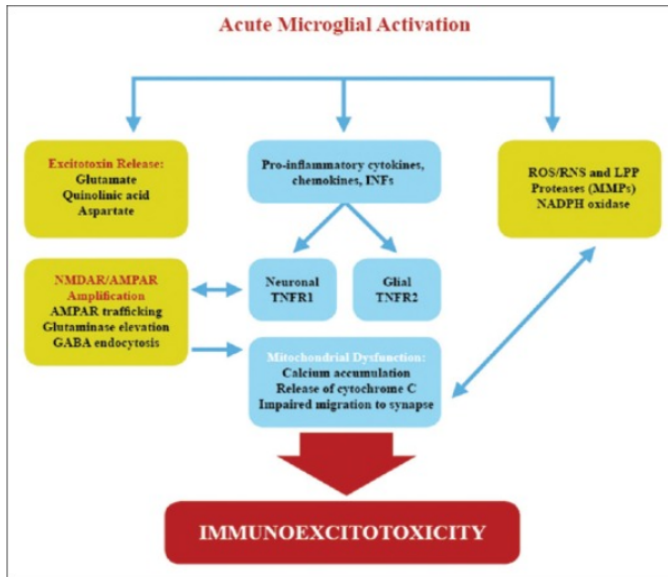 Acute Microglial Activation
Excitotoxin Release:
Glutamate
Quinolinic acid
Aspartate
Pro-inflammatory cytokines,
chemokines, INFs
ROS/RNS and LPP
Proteases (MMPs)
NADPH oxidase
NMDAR/AMPAR
Amplification
AMPAR trafficking
Glutaminase elevation
GABA endocytosis
Neuronal
TNFR1
Glial
TNFR2
Mitochondrial Dysfunction:
Calcium accumulation
Release of cytochrome C
Impaired migration to synapse
IMMUNOEXCITOTOXICITY